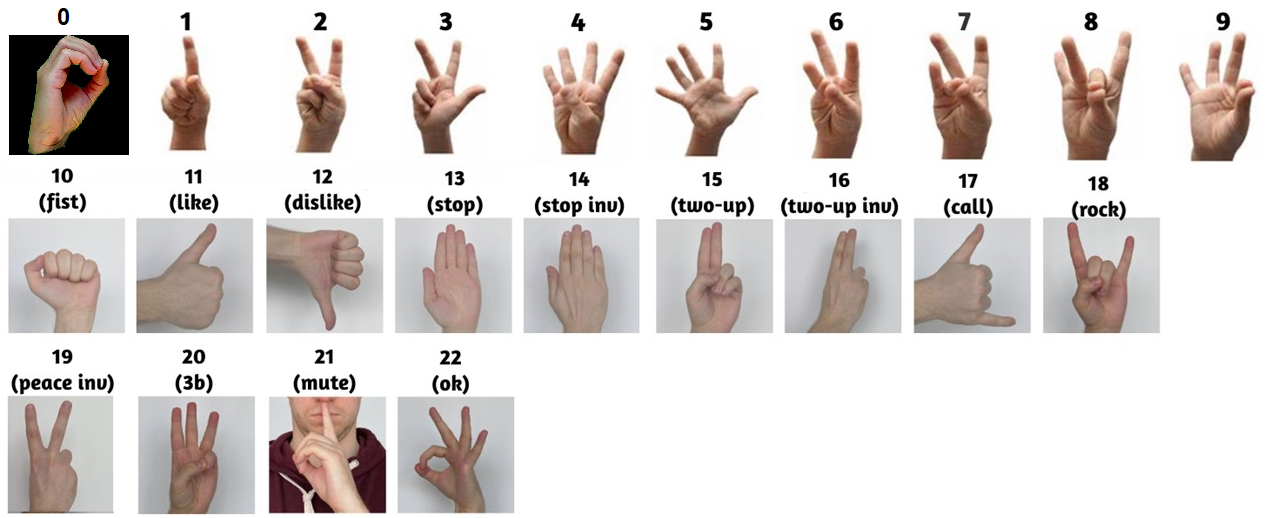 0 1 2 3 4 5 6 7 8 9
10 11 12 13 14 15 16 17 18
(fist) (like) (dislike) (stop) (stop inv) (two-up) (two-up inv) (call) (rock)
19 20 21 22
(peace inv) (3b) (mute) (ok)